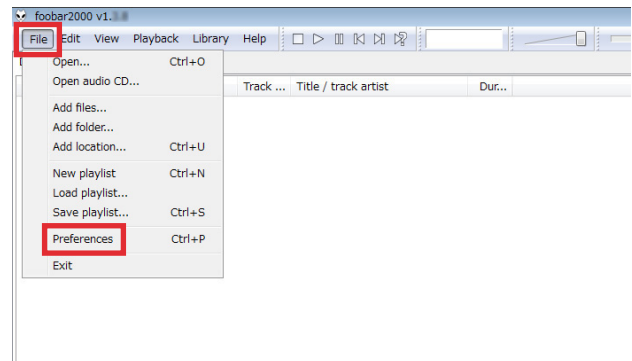 foobar2000 v1.
File Edit View Playback Library Help
Open... Ctrl+O
Open audio CD...
Track ... Title / track artist Dur...
Add files...
Add folder...
Add location... Ctrl+U
New playlist Ctrl+N
Load playlist...
Save playlist... Ctrl+S
Preferences Ctrl+P
Exit